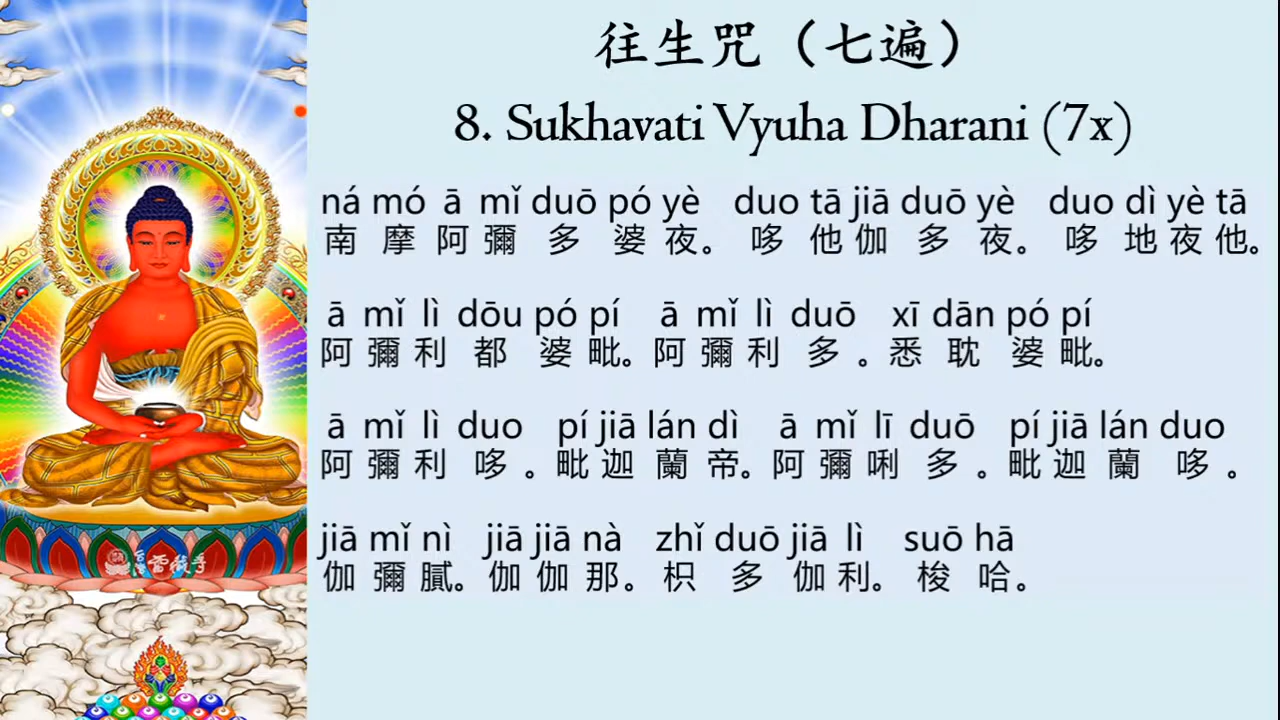 往生咒（七遍）
8. Sukhavati Vyuha Dharani (7x)
ná mó ā mǐ duō pó yè duo tā jiā duō yè duo dì yè tā
南摩阿彌多婆夜。哆他伽多夜。哆地夜他。
ā mǐ lì dōu pó pí ā mǐ lì duō xī dān pó pí
阿彌利都婆毗。阿彌利多。悉耽婆毗。
ā mǐ lì duo pí jiā lán dì ā mǐ lī duō pí jiā lán duo
阿彌利哆。毗迦蘭帝。阿彌唎多。毗迦蘭哆。
jiā mǐ nì jiā jiā nà zhǐ duō jiā lì suō hā
伽彌膩。伽伽那。枳多伽利。梭哈。